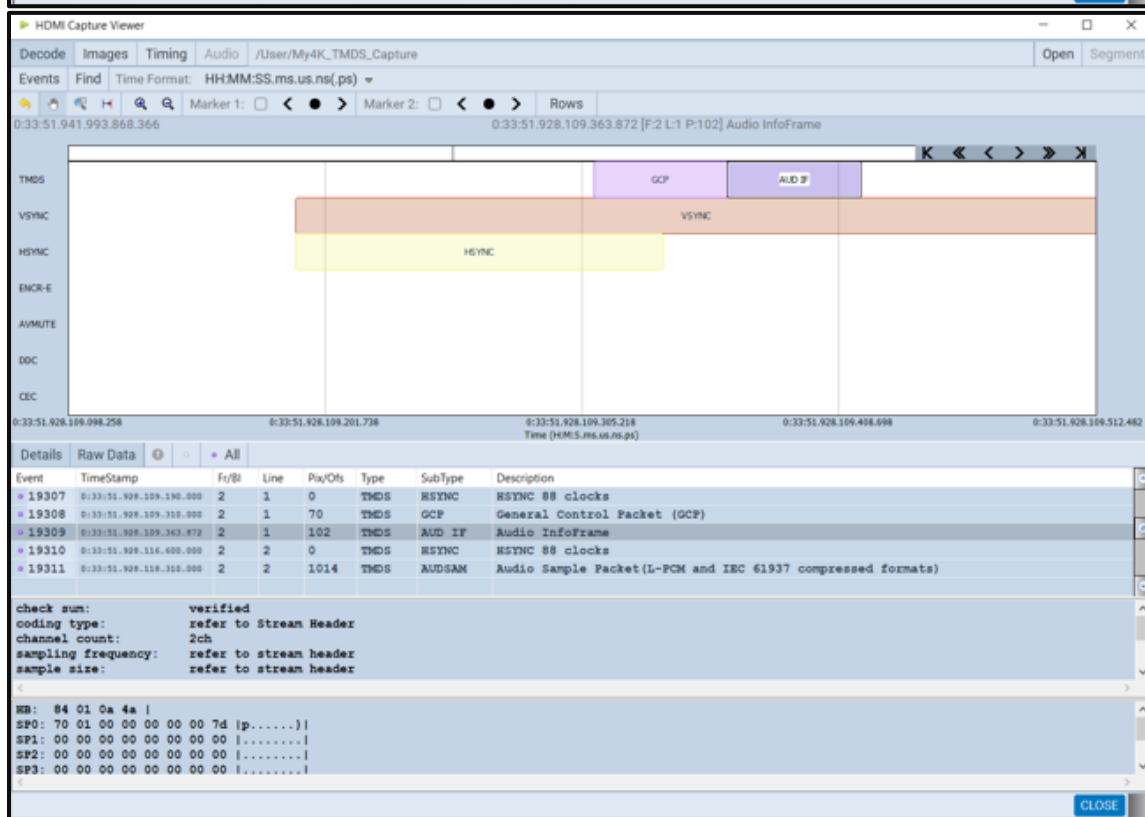 HDMI Capture Viewer
Decode Images Timing Audio /User/My4K_TMDS_Capture Open Segment
Events Find Time Format: HH:MM:SS.ms.us.ns(.ps)
Marker 1: Marker 2: Rows
0:33:51.941.993.868.366 0:33:51.928.109.363.872 [F:2 L:1 P:102] Audio InfoFrame
TMDS GCP AUD IF
VSYNC VSYNC
HSYNC HSYNC
ENCR-E
AVMUTE
DDC
CEC
0:33:51.928.109.098.258 0:33:51.928.109.201.738 0:33:51.928.109.305.218 0:33:51.928.109.408.698 0:33:51.928.109.512.482
Time (H:M:S.ms.us.ns.ps)
Details Raw Data All
Event TimeStamp Fr/Bl Line Pix/Ofs Type SubType Description
19307 0:33:51.928.109.190.000 2 1 0 TMDS HSYNC HSYNC 88 clocks
19308 0:33:51.928.109.310.000 2 1 70 TMDS GCP General Control Packet (GCP)
19309 0:33:51.928.109.363.872 2 1 102 TMDS AUD IF Audio InfoFrame
19310 0:33:51.928.116.600.000 2 2 0 TMDS HSYNC HSYNC 88 clocks
19311 0:33:51.928.118.310.000 2 2 1014 TMDS AUDSAM Audio Sample Packet(L-PCM and IEC 61937 compressed formats)
check sum: verified
coding type: refer to Stream Header
channel count: 2ch
sampling frequency: refer to stream header
sample size: refer to stream header
HB: 84 01 0a 4a |
SP0: 70 01 00 00 00 00 00 7d |p......}|
SP1: 00 00 00 00 00 00 00 00 |........|
SP2: 00 00 00 00 00 00 00 00 |........|
SP3: 00 00 00 00 00 00 00 00 |........|
CLOSE